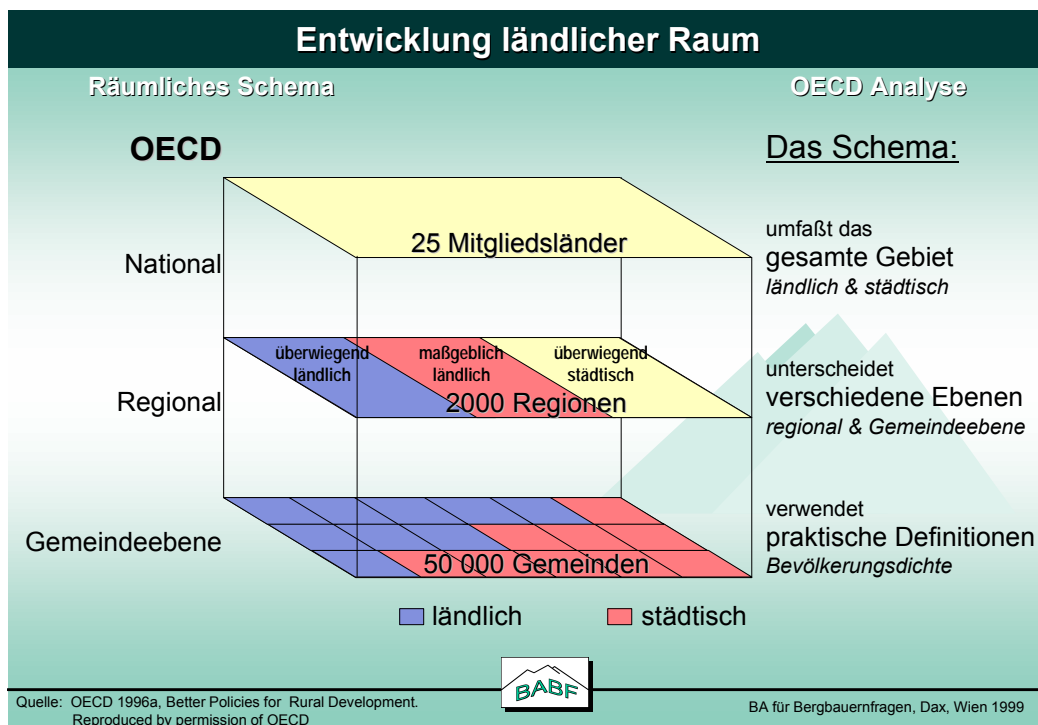 Entwicklung ländlicher Raum
Räumliches Schema
OECD Analyse
OECD
Das Schema:
25 Mitgliedsländer
National
umfaßt das
gesamte Gebiet
ländlich & städtisch
überwiegend
ländlich
maßgeblich
ländlich
überwiegend
städtisch
2000 Regionen
Regional
unterscheidet
verschiedene Ebenen
regional & Gemeindeebene
Gemeindeebene
50 000 Gemeinden
verwendet
praktische Definitionen
Bevölkerungsdichte
ländlich
städtisch
BABF
Quelle: OECD 1996a, Better Policies for Rural Development.
Reproduced by permission of OECD
BA für Bergbauernfragen, Dax, Wien 1999